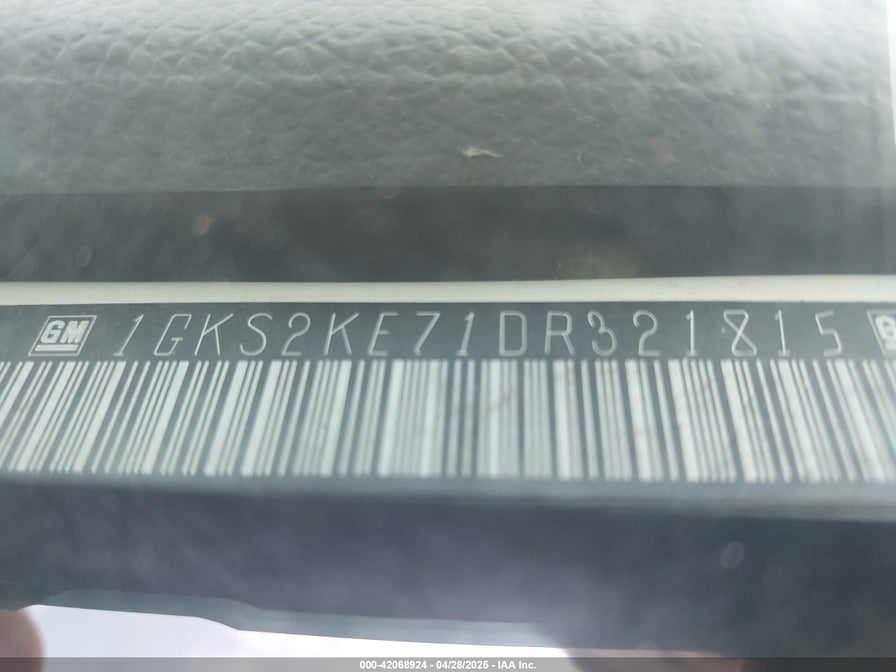 GM 1GKS2KE71DR321815 G
000-42068924 | 04/28/2025 - IAA Inc.